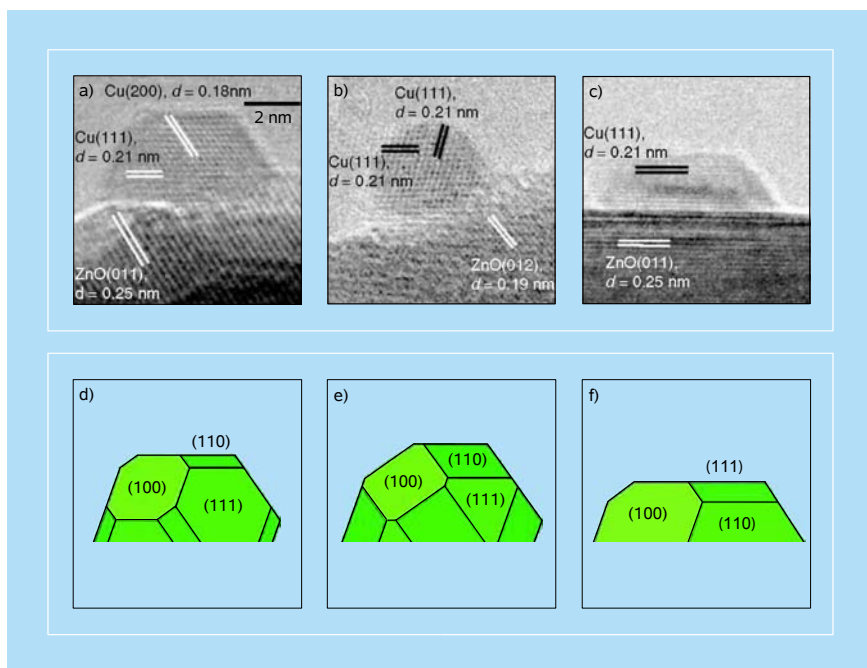 a)
Cu(200), d = 0.18nm
2 nm
Cu(111),
d = 0.21 nm
ZnO(011),
d = 0.25 nm
b)
Cu(111),
d = 0.21 nm
Cu(111),
d = 0.21 nm
ZnO(012),
d = 0.19 nm
c)
Cu(111),
d = 0.21 nm
ZnO(011),
d = 0.25 nm
d)
(110)
(100)
(111)
e)
(110)
(100)
(111)
f)
(111)
(100)
(110)